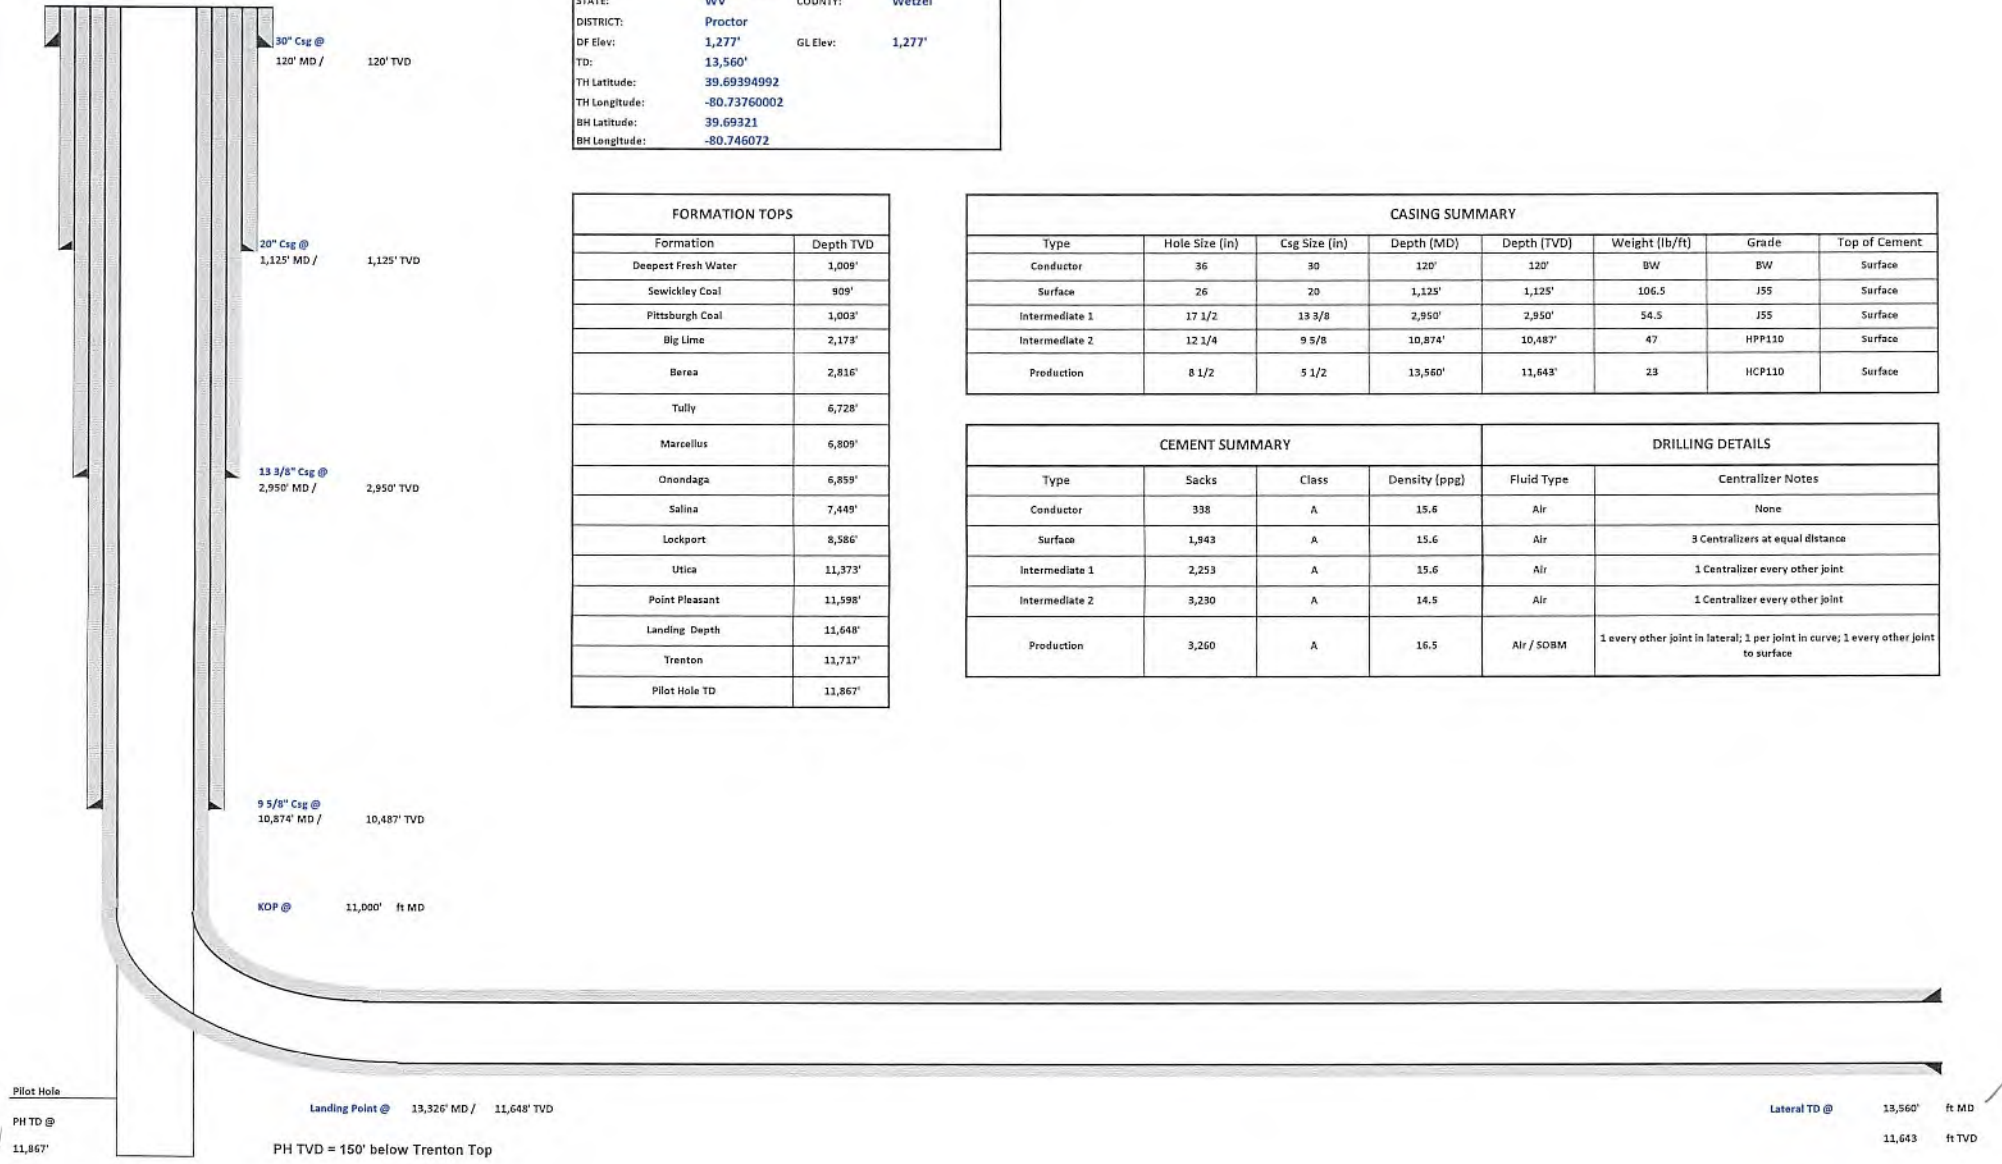 STATE: WV COUNTY: Wetzel
DISTRICT: Proctor
DF Elev: 1,277' GL Elev: 1,277'
TD: 13,560'
TH Latitude: 39.69394992
TH Longitude: -80.73760002
BH Latitude: 39.69321
BH Longitude: -80.746072
30" Csg @
120' MD / 120' TVD
20" Csg @
1,125' MD / 1,125' TVD
13 3/8" Csg @
2,950' MD / 2,950' TVD
9 5/8" Csg @
10,874' MD / 10,487' TVD
KOP @ 11,000' ft MD
FORMATION TOPS
Formation Depth TVD
Deepest Fresh Water 1,009'
Sewickley Coal 909'
Pittsburgh Coal 1,003'
Big Lime 2,173'
Berea 2,816'
Tully 6,728'
Marcellus 6,809'
Onondaga 6,859'
Salina 7,449'
Lockport 8,586'
Utica 11,373'
Point Pleasant 11,598'
Landing Depth 11,648'
Trenton 11,717'
Pilot Hole TD 11,867'
CASING SUMMARY
Type Hole Size (in) Csg Size (in) Depth (MD) Depth (TVD) Weight (lb/ft) Grade Top of Cement
Conductor 36 30 120' 120' BW BW Surface
Surface 26 20 1,125' 1,125' 106.5 J55 Surface
Intermediate 1 17 1/2 13 3/8 2,950' 2,950' 54.5 J55 Surface
Intermediate 2 12 1/4 9 5/8 10,874' 10,487' 47 HPP110 Surface
Production 8 1/2 5 1/2 13,560' 11,643' 23 HCP110 Surface
CEMENT SUMMARY DRILLING DETAILS
Type Sacks Class Density (ppg) Fluid Type Centralizer Notes
Conductor 338 A 15.6 Air None
Surface 1,943 A 15.6 Air 3 Centralizers at equal distance
Intermediate 1 2,253 A 15.6 Air 1 Centralizer every other joint
Intermediate 2 3,230 A 14.5 Air 1 Centralizer every other joint
Production 3,260 A 16.5 Air / SOBM 1 every other joint in lateral; 1 per joint in curve; 1 every other joint
to surface
Pilot Hole
PH TD @
11,867'
Landing Point @ 13,326' MD / 11,648' TVD
PH TVD = 150' below Trenton Top
Lateral TD @ 13,560' ft MD
11,643 ft TVD